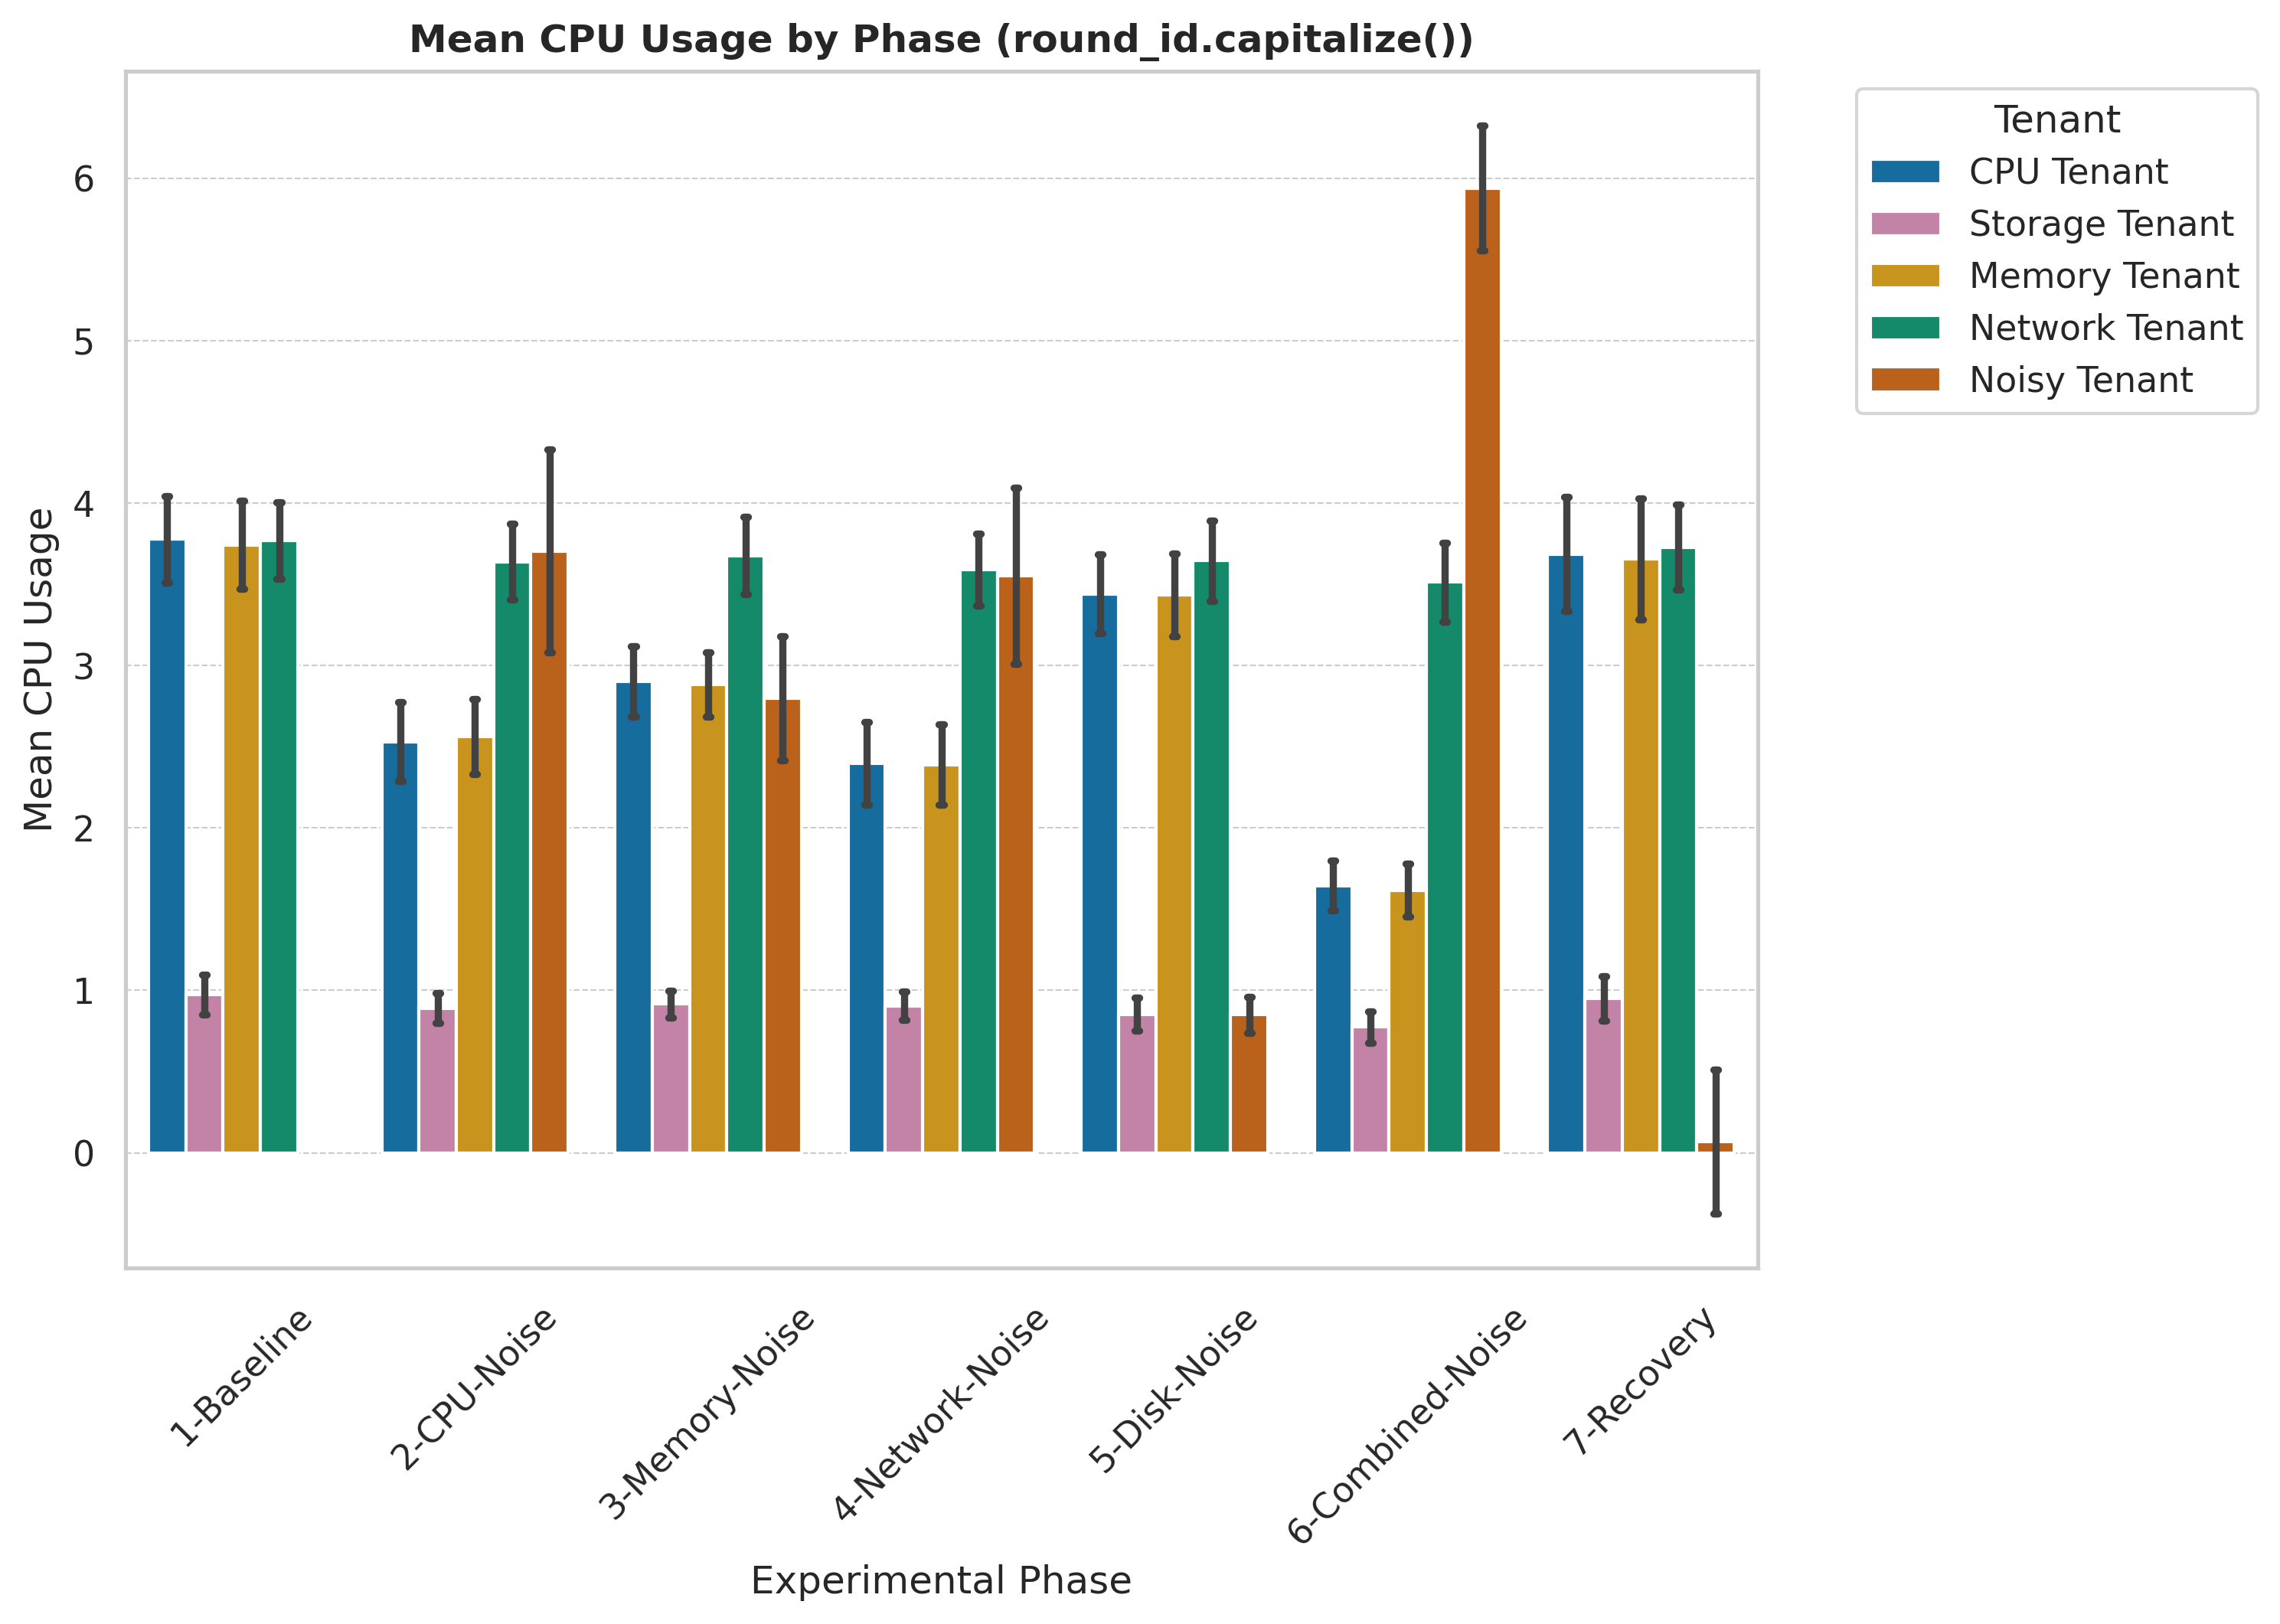 Mean CPU Usage by Phase (round_id.capitalize())
Mean CPU Usage
6
5
4
3
2
1
0
1-Baseline
2-CPU-Noise
3-Memory-Noise
4-Network-Noise
5-Disk-Noise
6-Combined-Noise
7-Recovery
Experimental Phase
Tenant
CPU Tenant
Storage Tenant
Memory Tenant
Network Tenant
Noisy Tenant